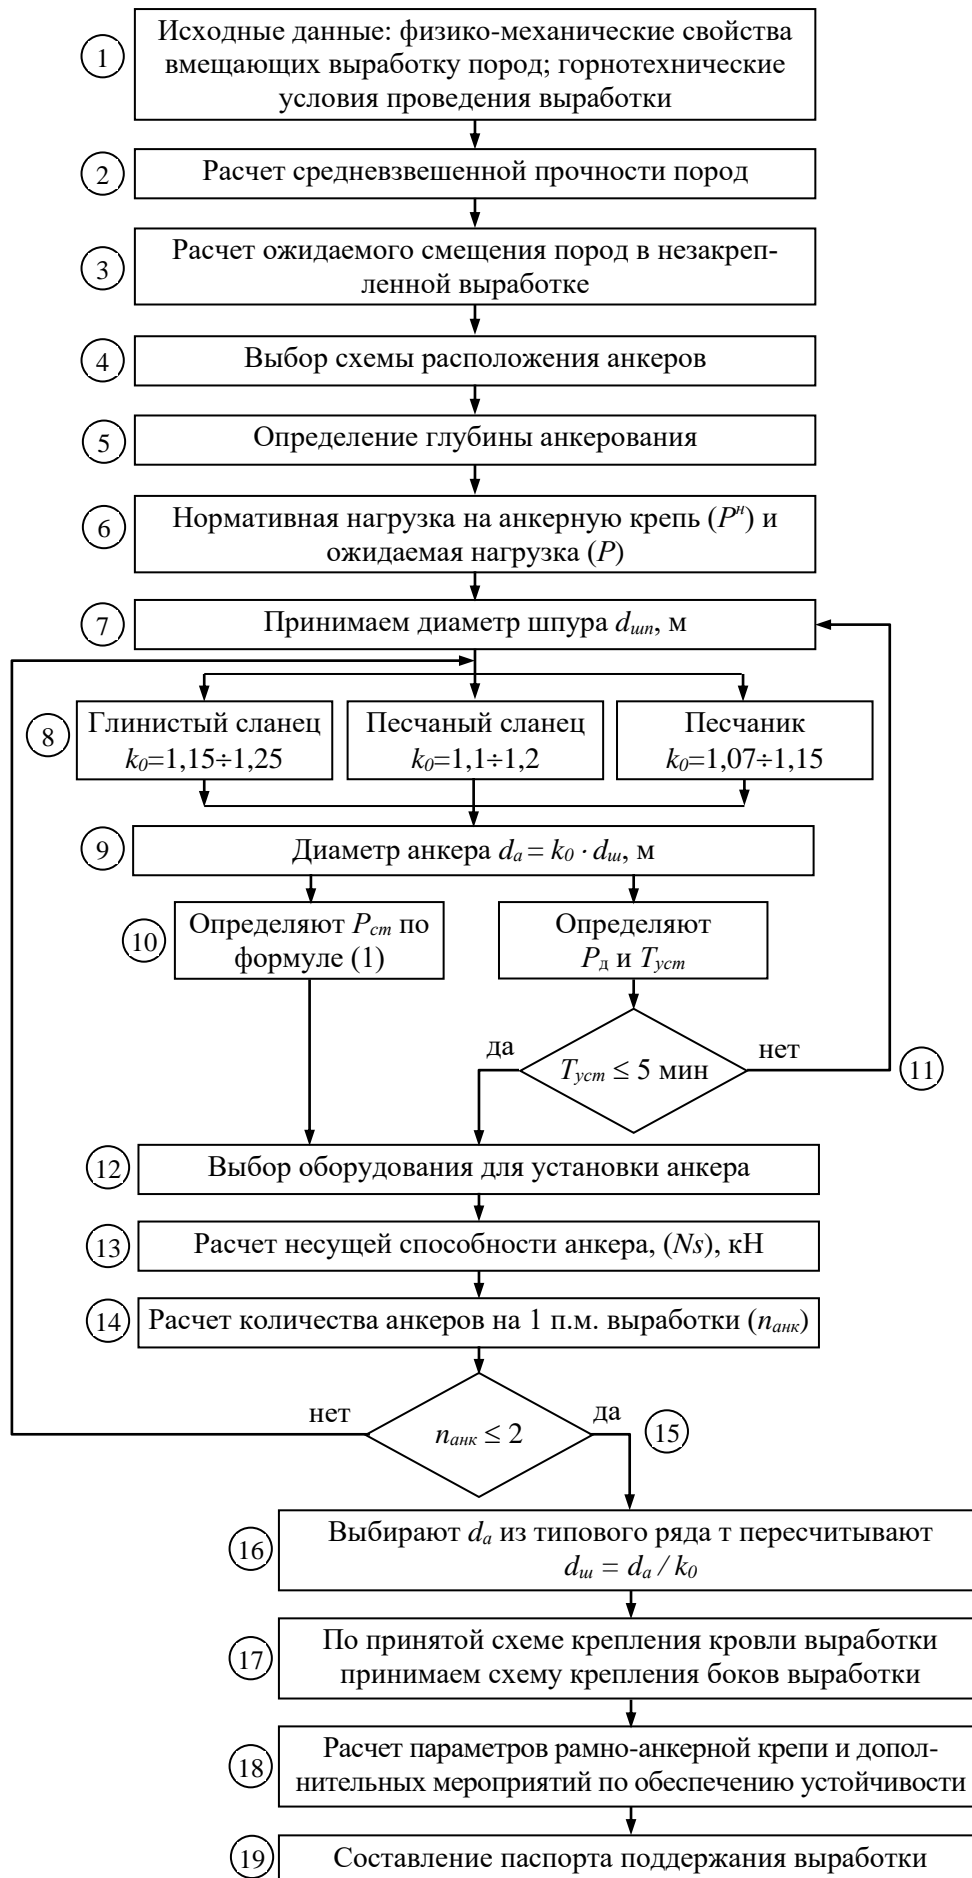 1
Исходные данные: физико-механические свойства
вмещающих выработку пород; горнотехнические
условия проведения выработки
2
Расчет средневзвешенной прочности пород
3
Расчет ожидаемого смещения пород в незакреп-
ленной выработке
4
Выбор схемы расположения анкеров
5
Определение глубины анкерования
6
Нормативная нагрузка на анкерную крепь (Pⁿ) и
ожидаемая нагрузка (P)
7
Принимаем диаметр шпура dшп, м
8
Глинистый сланец
k0=1,15÷1,25
Песчаный сланец
k0=1,1÷1,2
Песчаник
k0=1,07÷1,15
9
Диаметр анкера dа = k0 · dш, м
10
Определяют Pст по
формуле (1)
Определяют
Pд и Tуст
да
Tуст ≤ 5 мин
нет
11
12
Выбор оборудования для установки анкера
13
Расчет несущей способности анкера, (Ns), кН
14
Расчет количества анкеров на 1 п.м. выработки (nанк)
нет
nанк ≤ 2
да
15
16
Выбирают dа из типового ряда т пересчитывают
dш = dа / k0
17
По принятой схеме крепления кровли выработки
принимаем схему крепления боков выработки
18
Расчет параметров рамно-анкерной крепи и допол-
нительных мероприятий по обеспечению устойчивости
19
Составление паспорта поддержания выработки